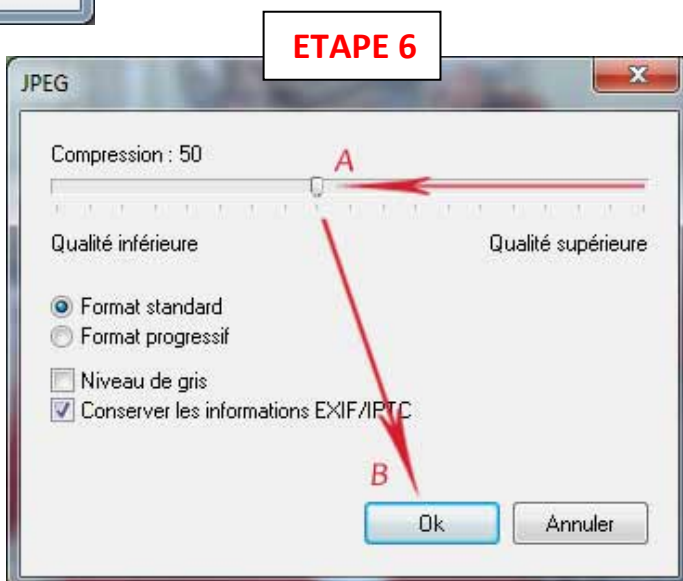 ETAPE 6
JPEG
Compression : 50
A
Qualité inférieure
Qualité supérieure
Format standard
Format progressif
Niveau de gris
Conserver les informations EXIF/IPTC
B
Ok
Annuler